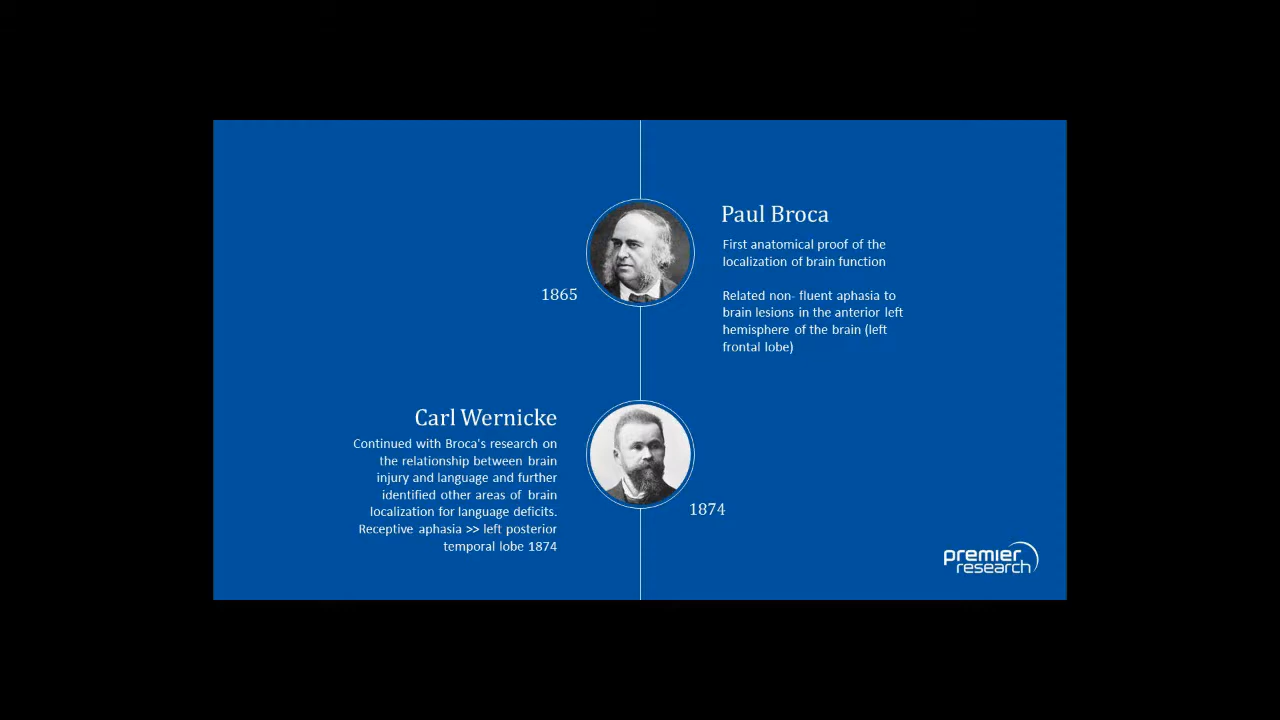 Paul Broca
First anatomical proof of the
localization of brain function
Related non- fluent aphasia to
brain lesions in the anterior left
hemisphere of the brain (left
frontal lobe)
1865
Carl Wernicke
Continued with Broca's research on
the relationship between brain
injury and language and further
identified other areas of brain
localization for language deficits.
Receptive aphasia >> left posterior
temporal lobe 1874
1874
premier
research